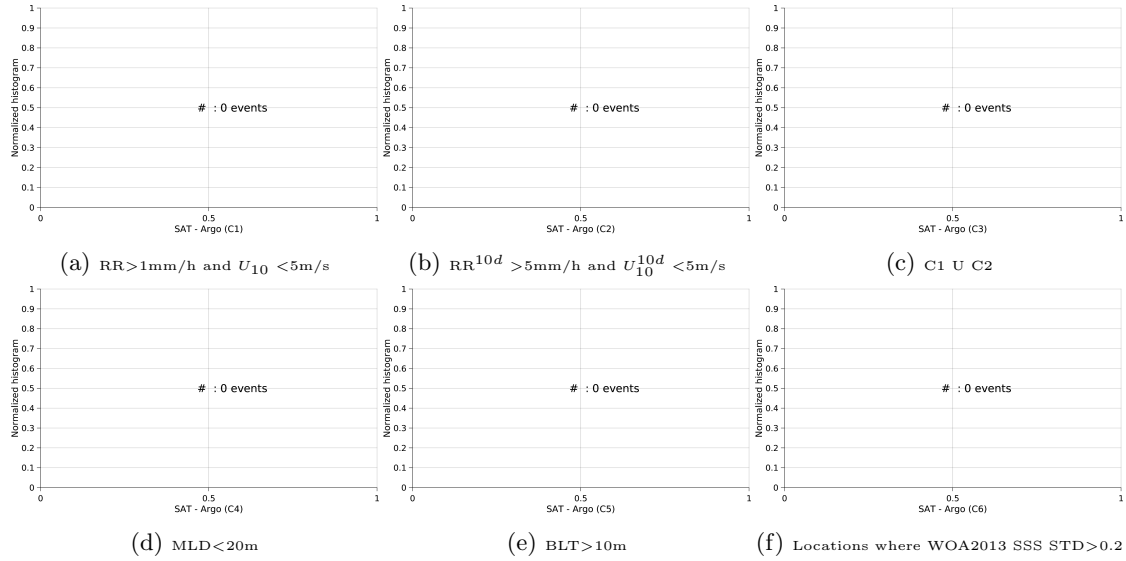 Normalized histogram
1
0.9
0.8
0.7
0.6
0.5
0.4
0.3
0.2
0.1
0
# : 0 events
0 0.5 1
SAT - Argo (C1)
(a) RR>1mm/h and U10 <5m/s
Normalized histogram
1
0.9
0.8
0.7
0.6
0.5
0.4
0.3
0.2
0.1
0
# : 0 events
0 0.5 1
SAT - Argo (C2)
(b) RR10d >5mm/h and U10d10 <5m/s
Normalized histogram
1
0.9
0.8
0.7
0.6
0.5
0.4
0.3
0.2
0.1
0
# : 0 events
0 0.5 1
SAT - Argo (C3)
(c) C1 U C2
Normalized histogram
1
0.9
0.8
0.7
0.6
0.5
0.4
0.3
0.2
0.1
0
# : 0 events
0 0.5 1
SAT - Argo (C4)
(d) MLD<20m
Normalized histogram
1
0.9
0.8
0.7
0.6
0.5
0.4
0.3
0.2
0.1
0
# : 0 events
0 0.5 1
SAT - Argo (C5)
(e) BLT>10m
Normalized histogram
1
0.9
0.8
0.7
0.6
0.5
0.4
0.3
0.2
0.1
0
# : 0 events
0 0.5 1
SAT - Argo (C6)
(f) Locations where WOA2013 SSS STD>0.2